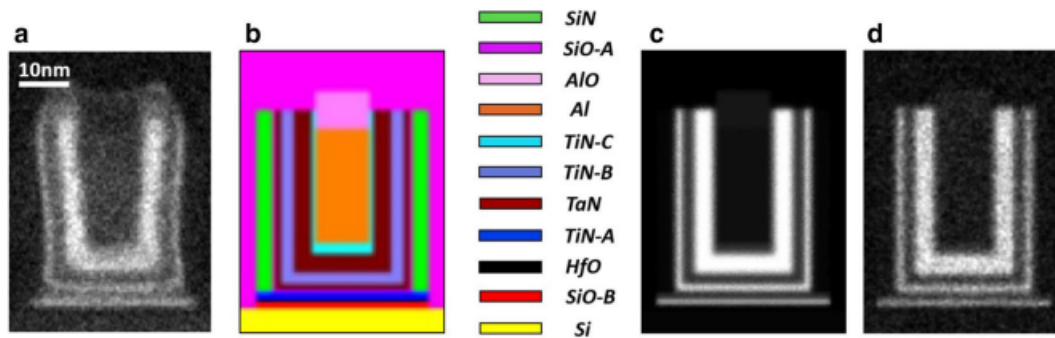 a
10nm
b
SiN
SiO-A
AlO
Al
TiN-C
TiN-B
TaN
TiN-A
HfO
SiO-B
Si
c
d